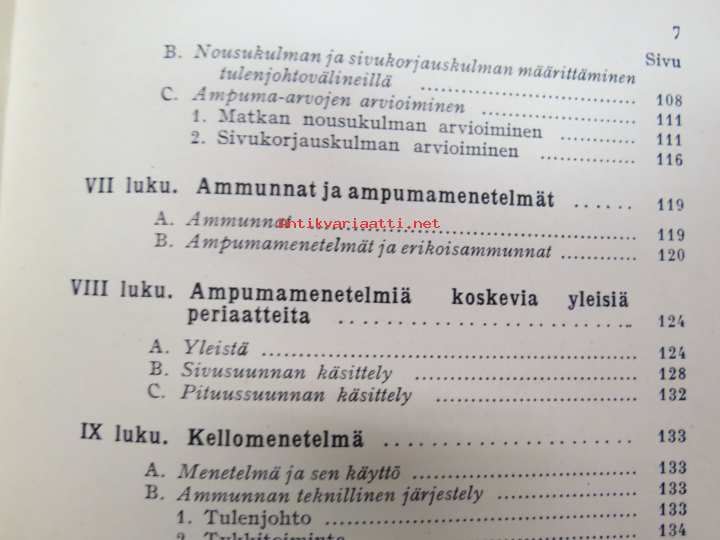 7
Sivu
B. Nousukulman ja sivukorjauskulman määrittäminen
tulenjohtovälineillä 108
C. Ampuma-arvojen arvioiminen 111
1. Matkan nousukulman arvioiminen 111
2. Sivukorjauskulman arvioiminen 116
VII luku. Ammunnat ja ampumamenetelmät 119
A. Ammunnat 119
antikvariaatti.net
B. Ampumamenetelmät ja erikoisammunnat 120
VIII luku. Ampumamenetelmiä koskevia yleisiä
periaatteita 124
A. Yleistä 124
B. Sivusuunnan käsittely 128
C. Pituussuunnan käsittely 132
IX luku. Kellomenetelmä 133
A. Menetelmä ja sen käyttö 133
B. Ammunnan teknillinen järjestely 133
1. Tulenjohto 133
2. Tykkitoiminta 134